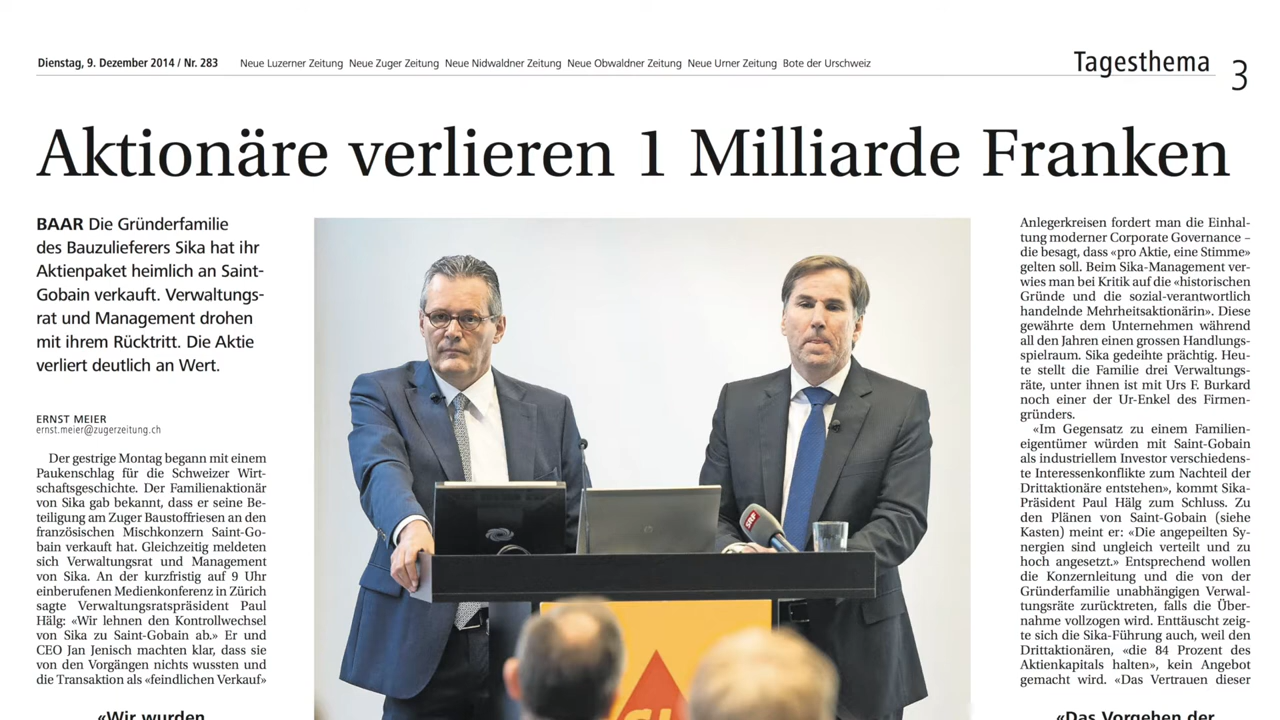 Dienstag, 9. Dezember 2014 / Nr. 283
Neue Luzerner Zeitung Neue Zuger Zeitung Neue Nidwaldner Zeitung Neue Obwaldner Zeitung Neue Urner Zeitung Bote der Urschweiz
Tagesthema
3
Aktionäre verlieren 1 Milliarde Franken
BAAR Die Gründerfamilie
des Bauzulieferers Sika hat ihr
Aktienpaket heimlich an Saint-
Gobain verkauft. Verwaltungs-
rat und Management drohen
mit ihrem Rücktritt. Die Aktie
verliert deutlich an Wert.
ERNST MEIER
ernst.meier@zugerzeitung.ch
Der gestrige Montag begann mit einem
Paukenschlag für die Schweizer Wirt-
schaftsgeschichte. Der Familienaktionär
von Sika gab bekannt, dass er seine Be-
teiligung am Zuger Baustoffriesen an den
französischen Mischkonzern Saint-Go-
bain verkauft hat. Gleichzeitig meldeten
sich Verwaltungsrat und Management
von Sika. An der kurzfristig auf 9 Uhr
einberufenen Medienkonferenz in Zürich
sagte Verwaltungsratspräsident Paul
Hälg: «Wir lehnen den Kontrollwechsel
von Sika zu Saint-Gobain ab.» Er und
CEO Jan Jenisch machten klar, dass sie
von den Vorgängen nichts wussten und
die Transaktion als «feindlichen Verkauf»
«Wir wurden
SRF
Anlegerkreisen fordert man die Einhal-
tung moderner Corporate Governance –
die besagt, dass «pro Aktie, eine Stimme»
gelten soll. Beim Sika-Management ver-
wies man bei Kritik auf die «historischen
Gründe und die sozial-verantwortlich
handelnde Mehrheitsaktionärin». Diese
gewährte dem Unternehmen während
all den Jahren einen grossen Handlungs-
spielraum. Sika gedeihte prächtig. Heu-
te stellt die Familie drei Verwaltungs-
räte, unter ihnen ist mit Urs F. Burkard
noch einer der Ur-Enkel des Firmen-
gründers.
«Im Gegensatz zu einem Familien-
eigentümer würden mit Saint-Gobain
als industriellem Investor verschiedens-
te Interessenkonflikte zum Nachteil der
Drittaktionäre entstehen», kommt Sika-
Präsident Paul Hälg zum Schluss. Zu
den Plänen von Saint-Gobain (siehe
Kasten) meint er: «Die angepeilten Sy-
nergien sind ungleich verteilt und zu
hoch angesetzt.» Entsprechend wollen
die Konzernleitung und die von der
Gründerfamilie unabhängigen Verwal-
tungsräte zurücktreten, falls die Über-
nahme vollzogen wird. Enttäuscht zeig-
te sich die Sika-Führung auch, weil den
Drittaktionären, «die 84 Prozent des
Aktienkapitals halten», kein Angebot
gemacht wird. «Das Vertrauen dieser
«Das Vorgehen der